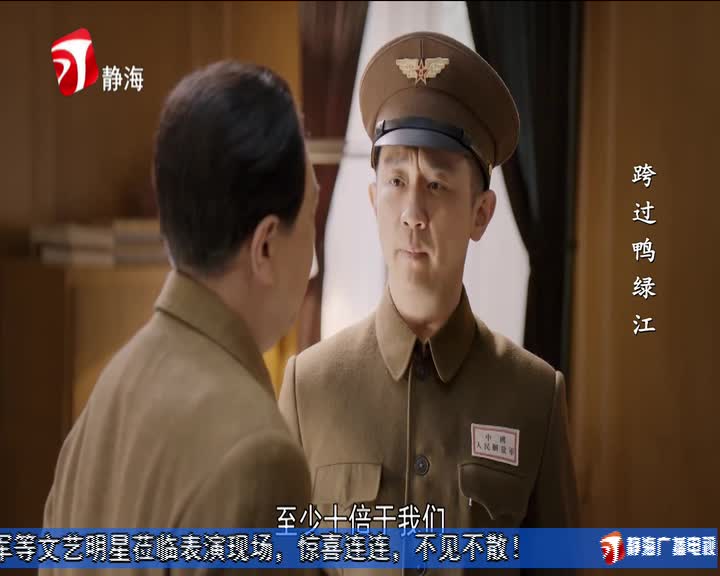 静海
跨过鸭绿江
中國
人民解放军
至少十倍于我们
军等文艺明星莅临表演现场，惊喜连连，不见不散！
静海广播电视